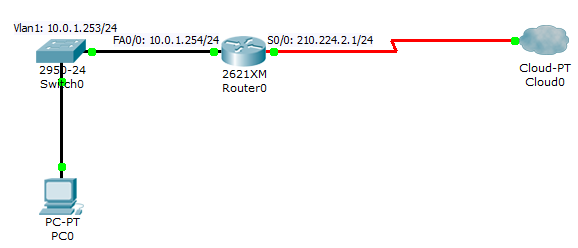 Vlan1: 10.0.1.253/24
FA0/0: 10.0.1.254/24
S0/0: 210.224.2.1/24
2950-24
Switch0
2621XM
Router0
Cloud-PT
Cloud0
PC-PT
PC0